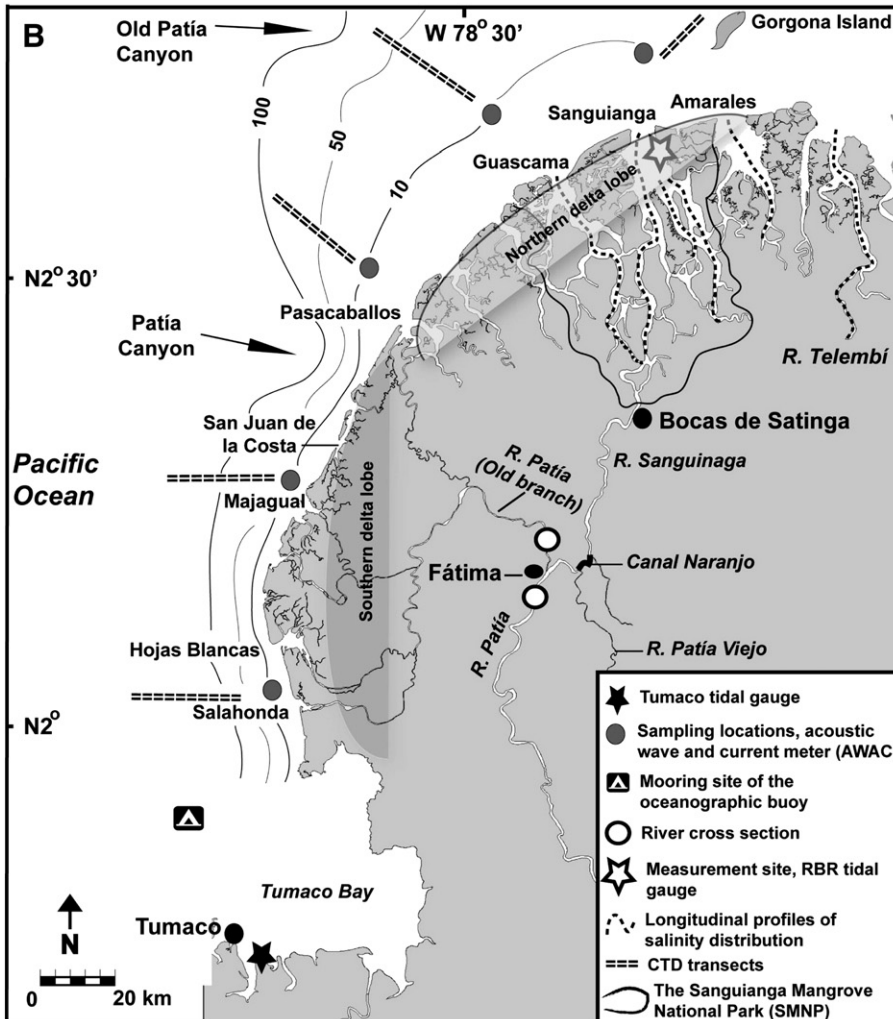 B
Old Patía
Canyon
W 78° 30'
Gorgona Island
100
50
10
Sanguianga
Amarales
Guascama
Northern delta lobe
N2° 30'
Pasacaballos
Patía
Canyon
R. Telembí
San Juan de
la Costa
Bocas de Satinga
Pacific
Ocean
R. Patía
(Old branch)
R. Sanguinaga
Majagual
Southern delta lobe
Fátima
Canal Naranjo
R. Patía
Hojas Blancas
R. Patía Viejo
Salahonda
N2°
Tumaco tidal gauge
Sampling locations, acoustic
wave and current meter (AWAC
Mooring site of the
oceanographic buoy
River cross section
Measurement site, RBR tidal
gauge
Longitudinal profiles of
salinity distribution
CTD transects
The Sanguianga Mangrove
National Park (SMNP)
Tumaco Bay
Tumaco
N
0 20 km